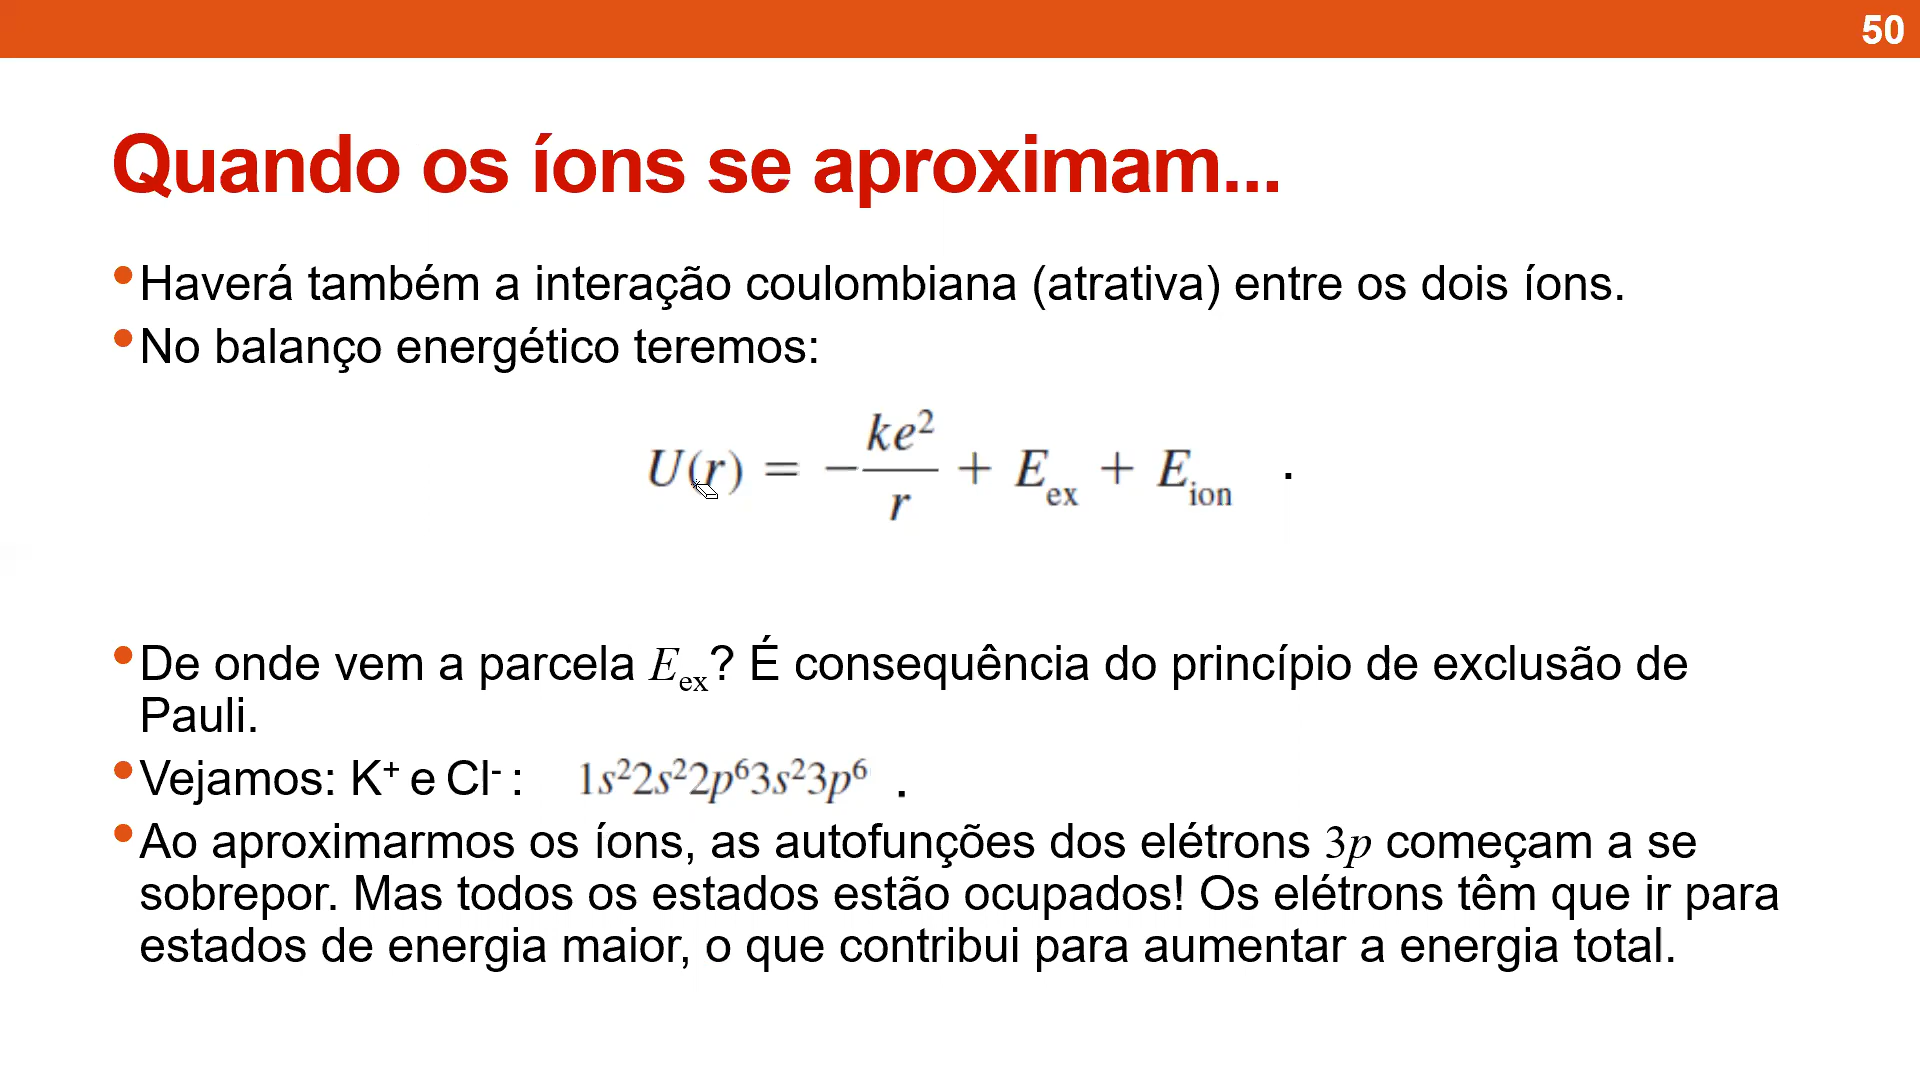 50
Quando os íons se aproximam...
•Haverá também a interação coulombiana (atrativa) entre os dois íons.
•No balanço energético teremos:
U(r) = −ke²/r + E_ex + E_ion .
•De onde vem a parcela E_ex? É consequência do princípio de exclusão de
Pauli.
•Vejamos: K⁺ e Cl⁻ : 1s²2s²2p⁶3s²3p⁶ .
•Ao aproximarmos os íons, as autofunções dos elétrons 3p começam a se
sobrepor. Mas todos os estados estão ocupados! Os elétrons têm que ir para
estados de energia maior, o que contribui para aumentar a energia total.